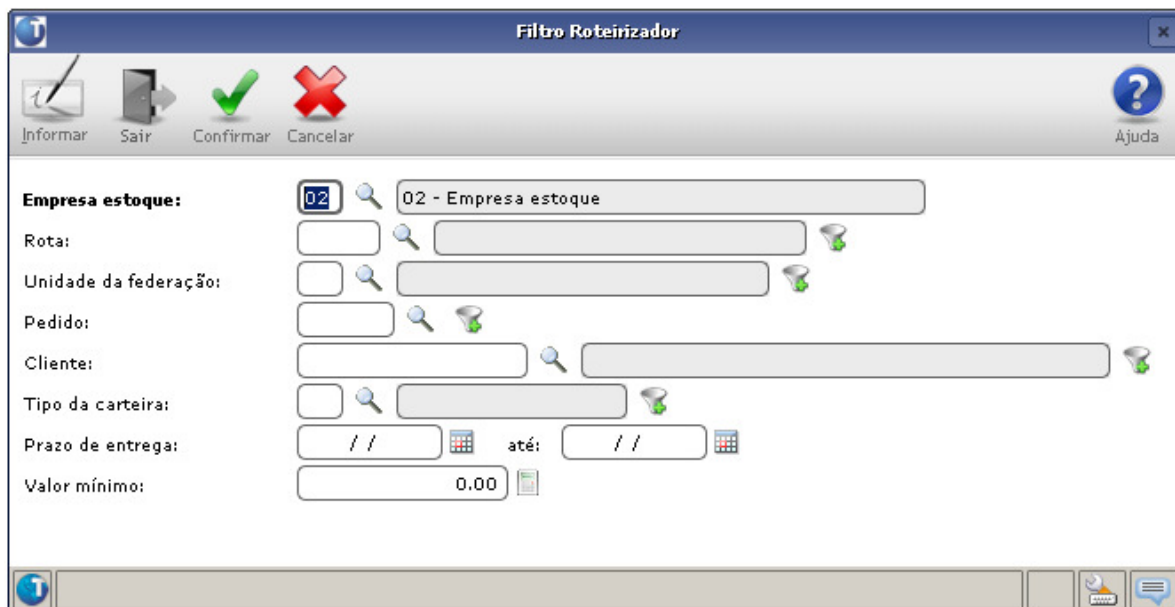 Filtro Roteirizador
Informar Sair Confirmar Cancelar Ajuda
Empresa estoque: 02 02 - Empresa estoque
Rota:
Unidade da federação:
Pedido:
Cliente:
Tipo da carteira:
Prazo de entrega: / / até: / /
Valor mínimo: 0.00